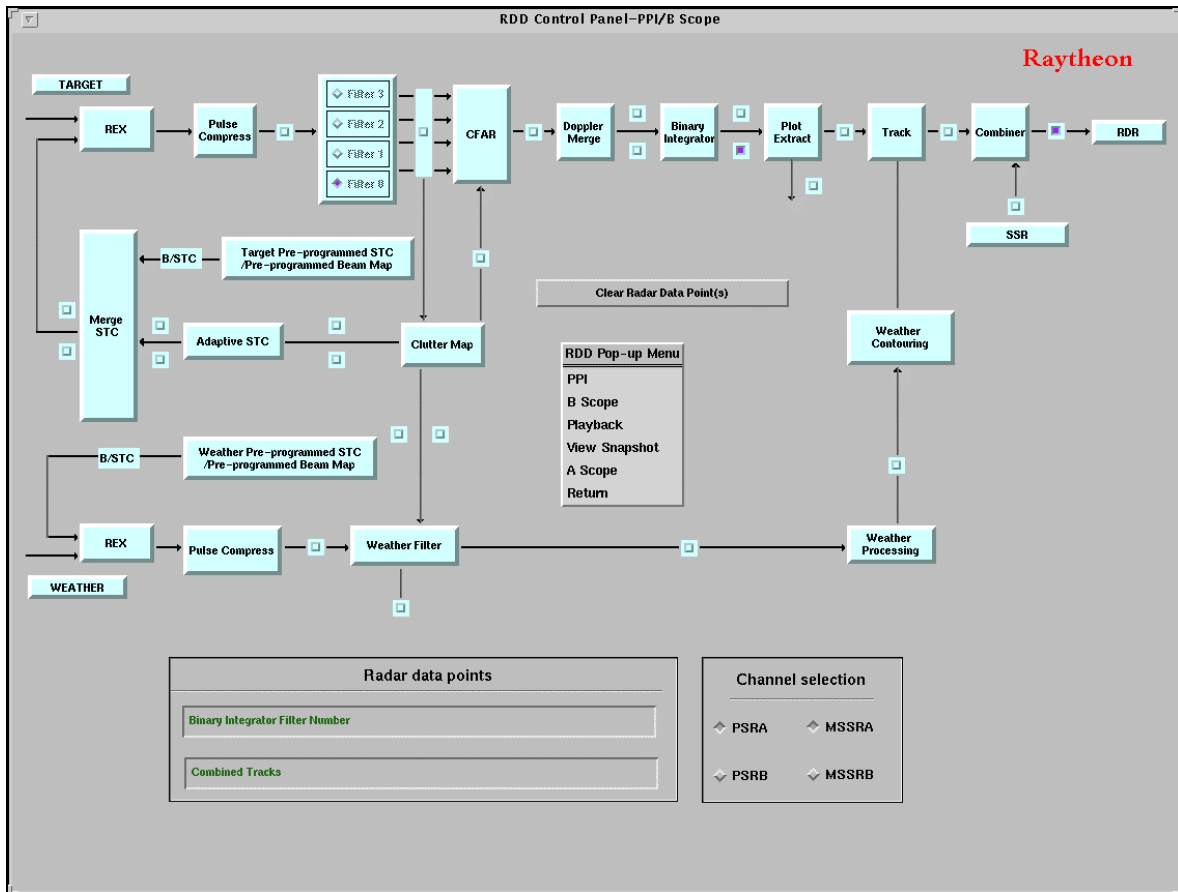 RDD Control Panel-PPI/B Scope
Raytheon
TARGET
REX
Pulse
Compress
Filter 3
Filter 2
Filter 1
Filter 0
CFAR
Doppler
Merge
Binary
Integrator
Plot
Extract
Track
Combiner
RDR
SSR
B/STC
Target Pre-programmed STC
/Pre-programmed Beam Map
Merge
STC
Adaptive STC
Clutter Map
Clear Radar Data Point(s)
RDD Pop-up Menu
PPI
B Scope
Playback
View Snapshot
A Scope
Return
Weather
Contouring
B/STC
Weather Pre-programmed STC
/Pre-programmed Beam Map
REX
Pulse Compress
Weather Filter
Weather
Processing
WEATHER
Radar data points
Binary Integrator Filter Number
Combined Tracks
Channel selection
PSRA
MSSRA
PSRB
MSSRB